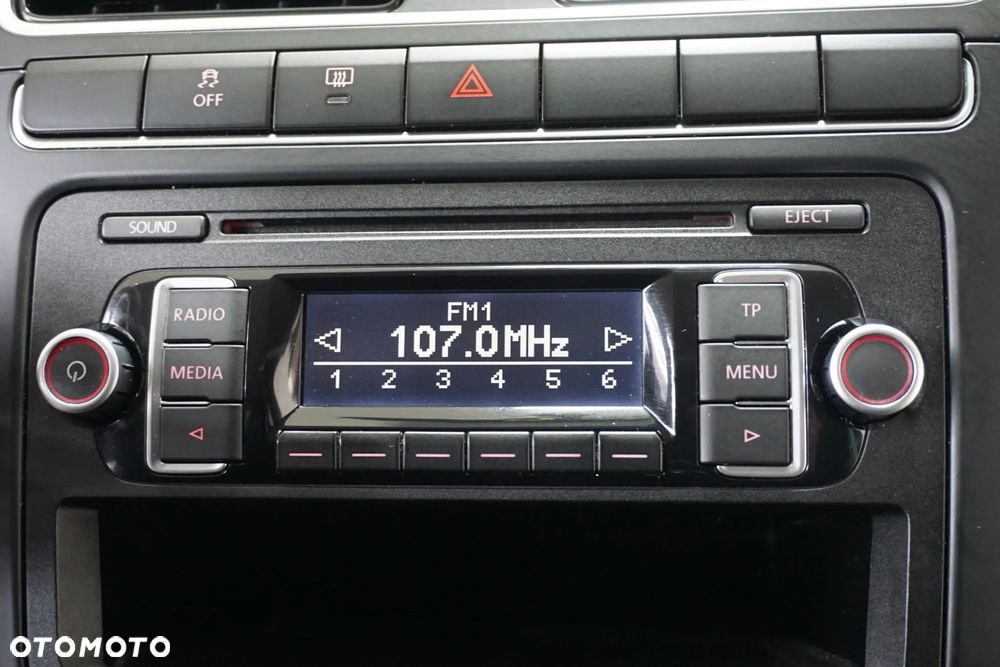 OFF
SOUND
EJECT
RADIO
MEDIA
FM1
107.0MHz
1 2 3 4 5 6
TP
MENU
OTOMOTO